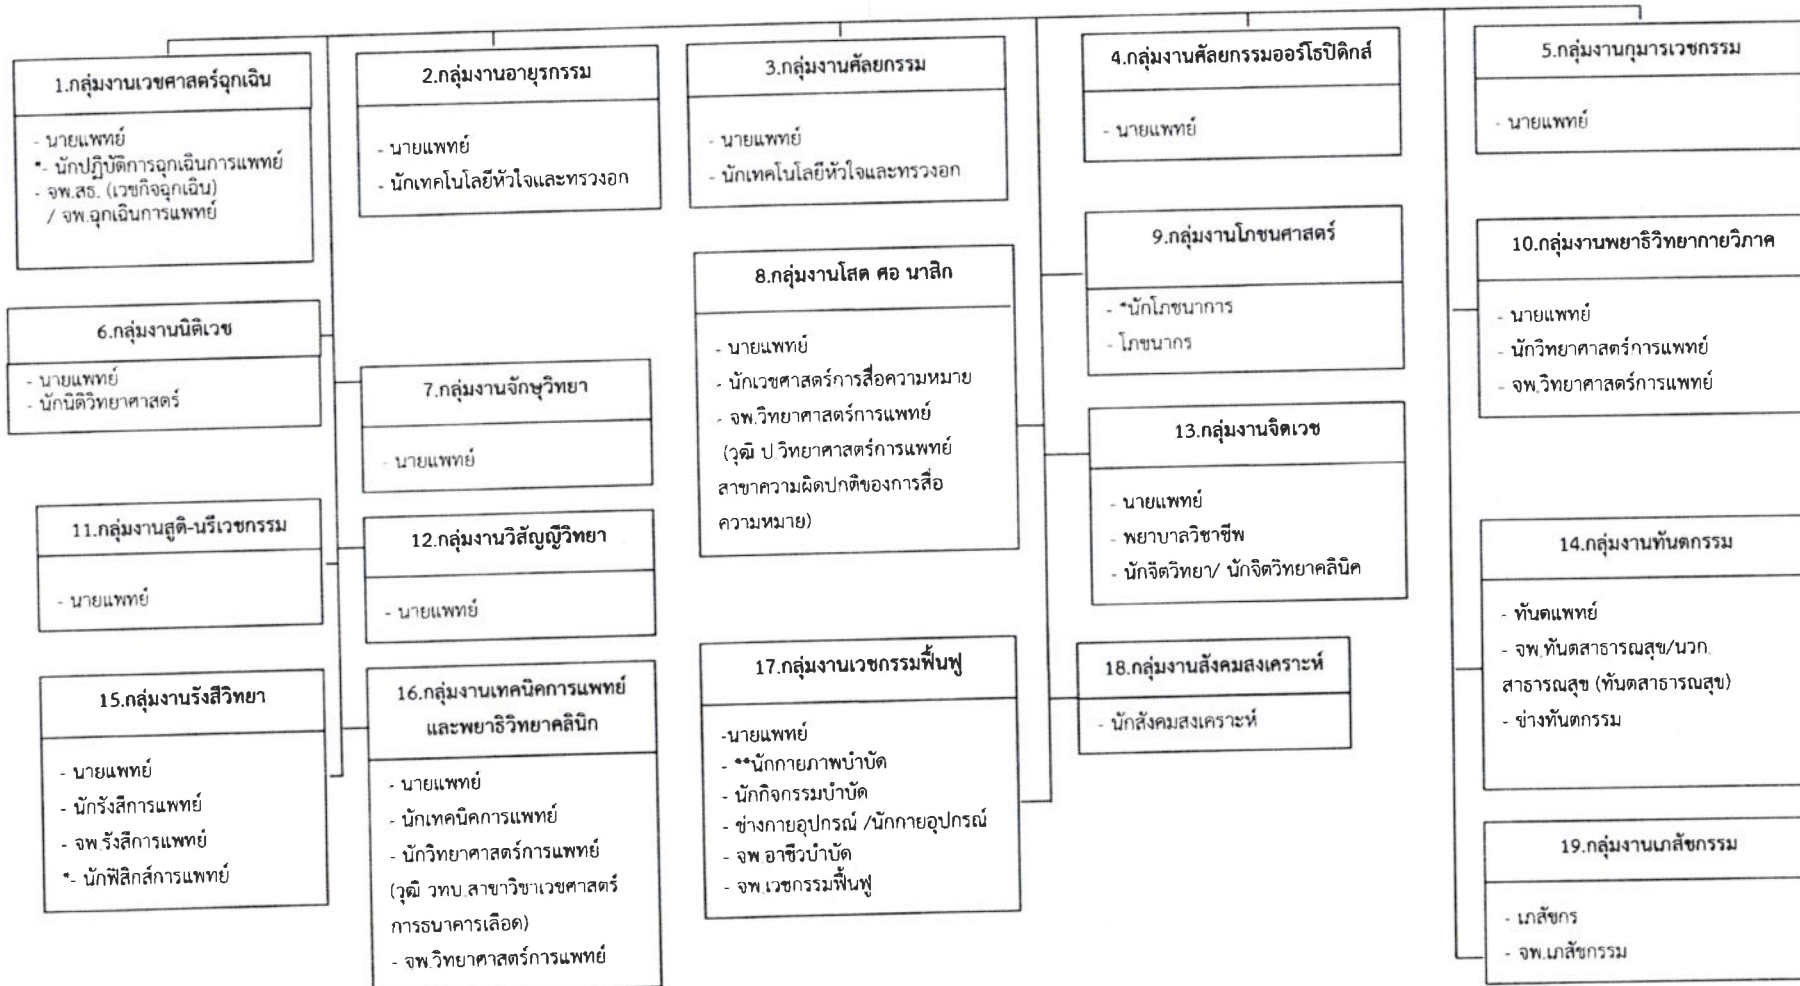 1.กลุ่มงานเวชศาสตร์ฉุกเฉิน
- นายแพทย์
*- นักปฏิบัติการฉุกเฉินการแพทย์
- จพ.สธ. (เวชกิจฉุกเฉิน)
/ จพ.ฉุกเฉินการแพทย์
2.กลุ่มงานอายุรกรรม
- นายแพทย์
- นักเทคโนโลยีหัวใจและทรวงอก
3.กลุ่มงานศัลยกรรม
- นายแพทย์
- นักเทคโนโลยีหัวใจและทรวงอก
4.กลุ่มงานศัลยกรรมออร์โธปิดิกส์
- นายแพทย์
5.กลุ่มงานกุมารเวชกรรม
- นายแพทย์
6.กลุ่มงานนิติเวช
- นายแพทย์
- นักนิติวิทยาศาสตร์
7.กลุ่มงานจักษุวิทยา
- นายแพทย์
8.กลุ่มงานโสต ศอ นาสิก
- นายแพทย์
- นักเวชศาสตร์การสื่อความหมาย
- จพ.วิทยาศาสตร์การแพทย์
(วุฒิ ป.วิทยาศาสตร์การแพทย์
สาขาความผิดปกติของการสื่อ
ความหมาย)
9.กลุ่มงานโภชนศาสตร์
- *นักโภชนาการ
- โภชนากร
10.กลุ่มงานพยาธิวิทยากายวิภาค
- นายแพทย์
- นักวิทยาศาสตร์การแพทย์
- จพ.วิทยาศาสตร์การแพทย์
11.กลุ่มงานสูติ-นรีเวชกรรม
- นายแพทย์
12.กลุ่มงานวิสัญญีวิทยา
- นายแพทย์
13.กลุ่มงานจิตเวช
- นายแพทย์
- พยาบาลวิชาชีพ
- นักจิตวิทยา/ นักจิตวิทยาคลินิค
14.กลุ่มงานทันตกรรม
- ทันตแพทย์
- จพ.ทันตสาธารณสุข/นวก.
สาธารณสุข (ทันตสาธารณสุข)
- ช่างทันตกรรม
15.กลุ่มงานรังสีวิทยา
- นายแพทย์
- นักรังสีการแพทย์
- จพ.รังสีการแพทย์
*- นักฟิสิกส์การแพทย์
16.กลุ่มงานเทคนิคการแพทย์
และพยาธิวิทยาคลินิก
- นายแพทย์
- นักเทคนิคการแพทย์
- นักวิทยาศาสตร์การแพทย์
(วุฒิ วทบ.สาขาวิชาเวชศาสตร์
การธนาคารเลือด)
- จพ.วิทยาศาสตร์การแพทย์
17.กลุ่มงานเวชกรรมฟื้นฟู
-นายแพทย์
- **นักกายภาพบำบัด
- นักกิจกรรมบำบัด
- ช่างกายอุปกรณ์ /นักกายอุปกรณ์
- จพ.อาชีวบำบัด
- จพ.เวชกรรมฟื้นฟู
18.กลุ่มงานสังคมสงเคราะห์
- นักสังคมสงเคราะห์
19.กลุ่มงานเภสัชกรรม
- เภสัชกร
- จพ.เภสัชกรรม